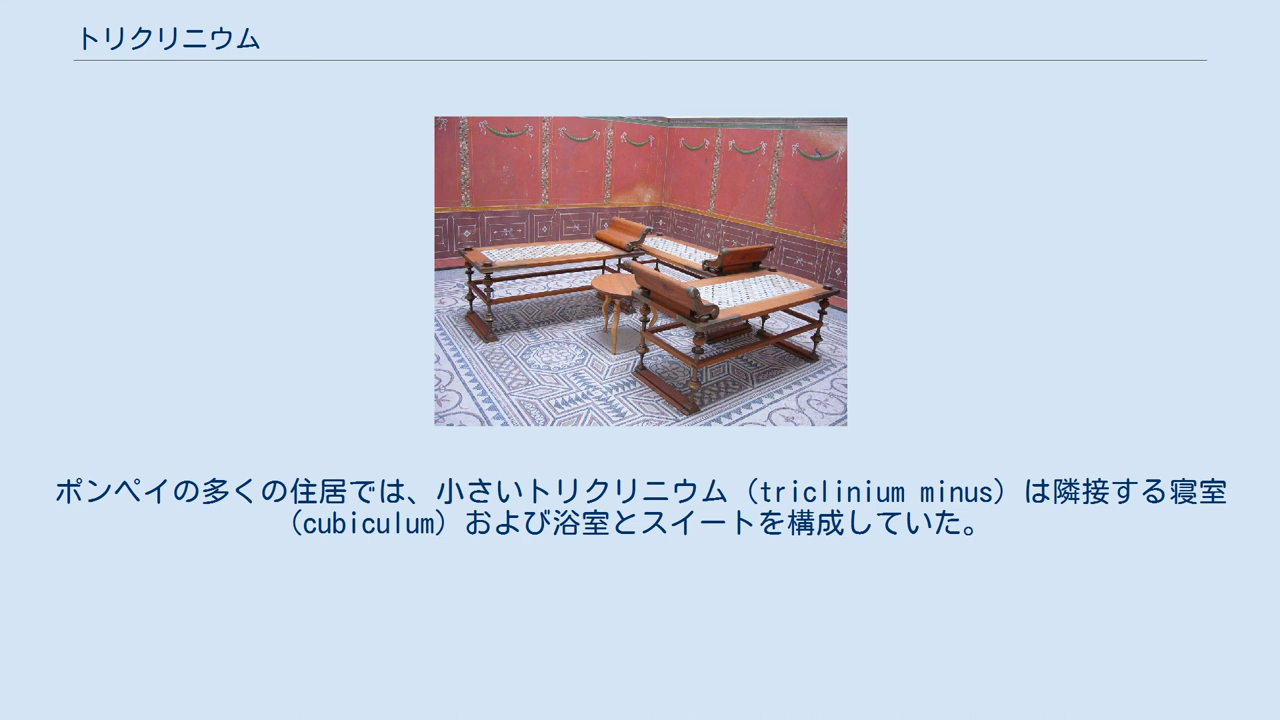 トリクリニウム
ポンペイの多くの住居では、小さいトリクリニウム（triclinium minus）は隣接する寝室
（cubiculum）および浴室とスイートを構成していた。